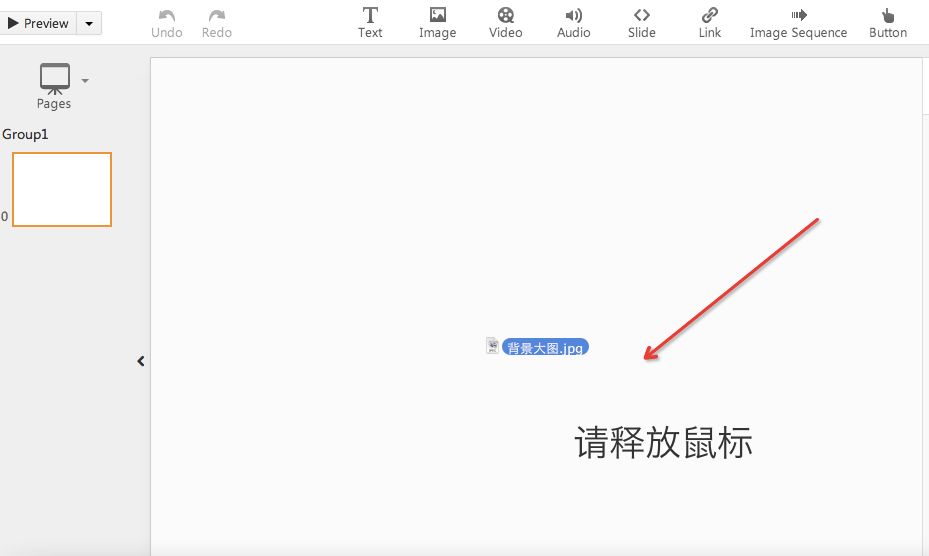 Preview
Undo Redo Text Image Video Audio Slide Link Image Sequence Button
Pages
Group1
0
背景大图.jpg
请释放鼠标